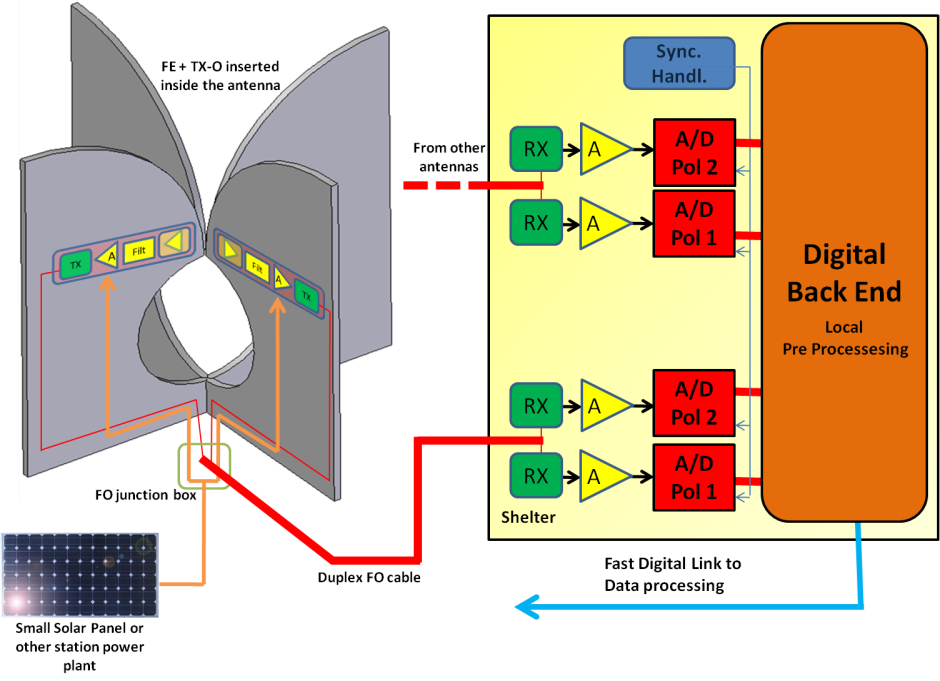 FE + TX-O inserted
inside the antenna
TX
A
Filt
Filt
A
TX
FO junction box
Small Solar Panel or
other station power
plant
Duplex FO cable
From other
antennas
Sync.
Handl.
RX
A
A/D
Pol 2
RX
A
A/D
Pol 1
RX
A
A/D
Pol 2
RX
A
A/D
Pol 1
Shelter
Digital
Back End
Local
Pre Processesing
Fast Digital Link to
Data processing